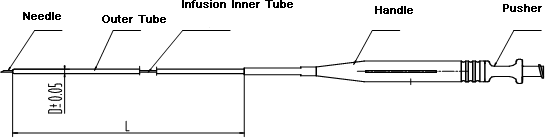 Needle
Outer Tube
Infusion Inner Tube
Handle
Pusher
D±0.05
L